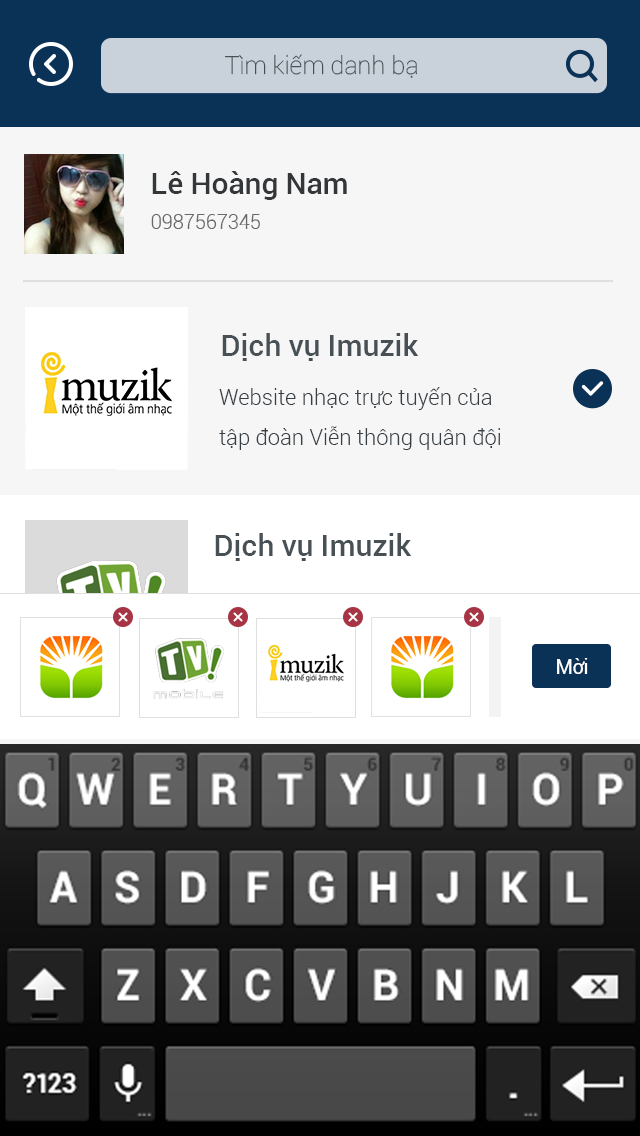 Tìm kiếm danh bạ
Lê Hoàng Nam
0987567345
imuzik
Một thế giới âm nhạc
Dịch vụ Imuzik
Website nhạc trực tuyến của
tập đoàn Viễn thông quân đội
TV!
Dịch vụ Imuzik
TV!
MOBILE
imuzik
Một thế giới âm nhạc
Mời
1 2 3 4 5 6 7 8 9 0
Q W E R T Y U I O P
A S D F G H J K L
Z X C V B N M
?123 ... . ...